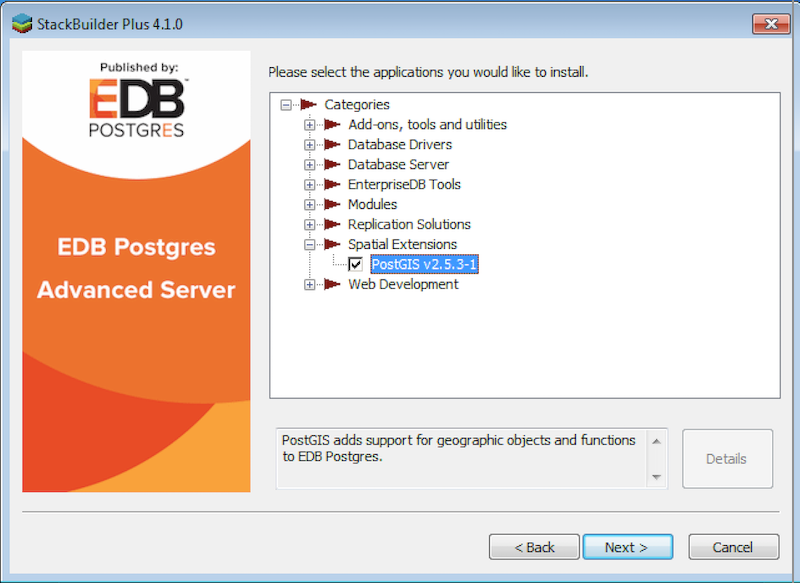 StackBuilder Plus 4.1.0
Published by:
EDB™
POSTGRES
EDB Postgres
Advanced Server
Please select the applications you would like to install.
Categories
Add-ons, tools and utilities
Database Drivers
Database Server
EnterpriseDB Tools
Modules
Replication Solutions
Spatial Extensions
PostGIS v2.5.3-1
Web Development
PostGIS adds support for geographic objects and functions
to EDB Postgres.
Details
< Back
Next >
Cancel